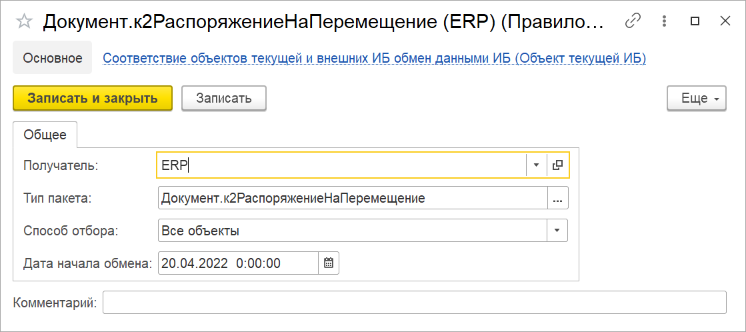 Документ.к2РаспоряжениеНаПеремещение (ERP) (Правило...
Основное Соответствие объектов текущей и внешних ИБ обмен данными ИБ (Объект текущей ИБ)
Записать и закрыть Записать Еще
Общее
Получатель: ERP
Тип пакета: Документ.к2РаспоряжениеНаПеремещение ...
Способ отбора: Все объекты
Дата начала обмена: 20.04.2022 0:00:00
Комментарий: